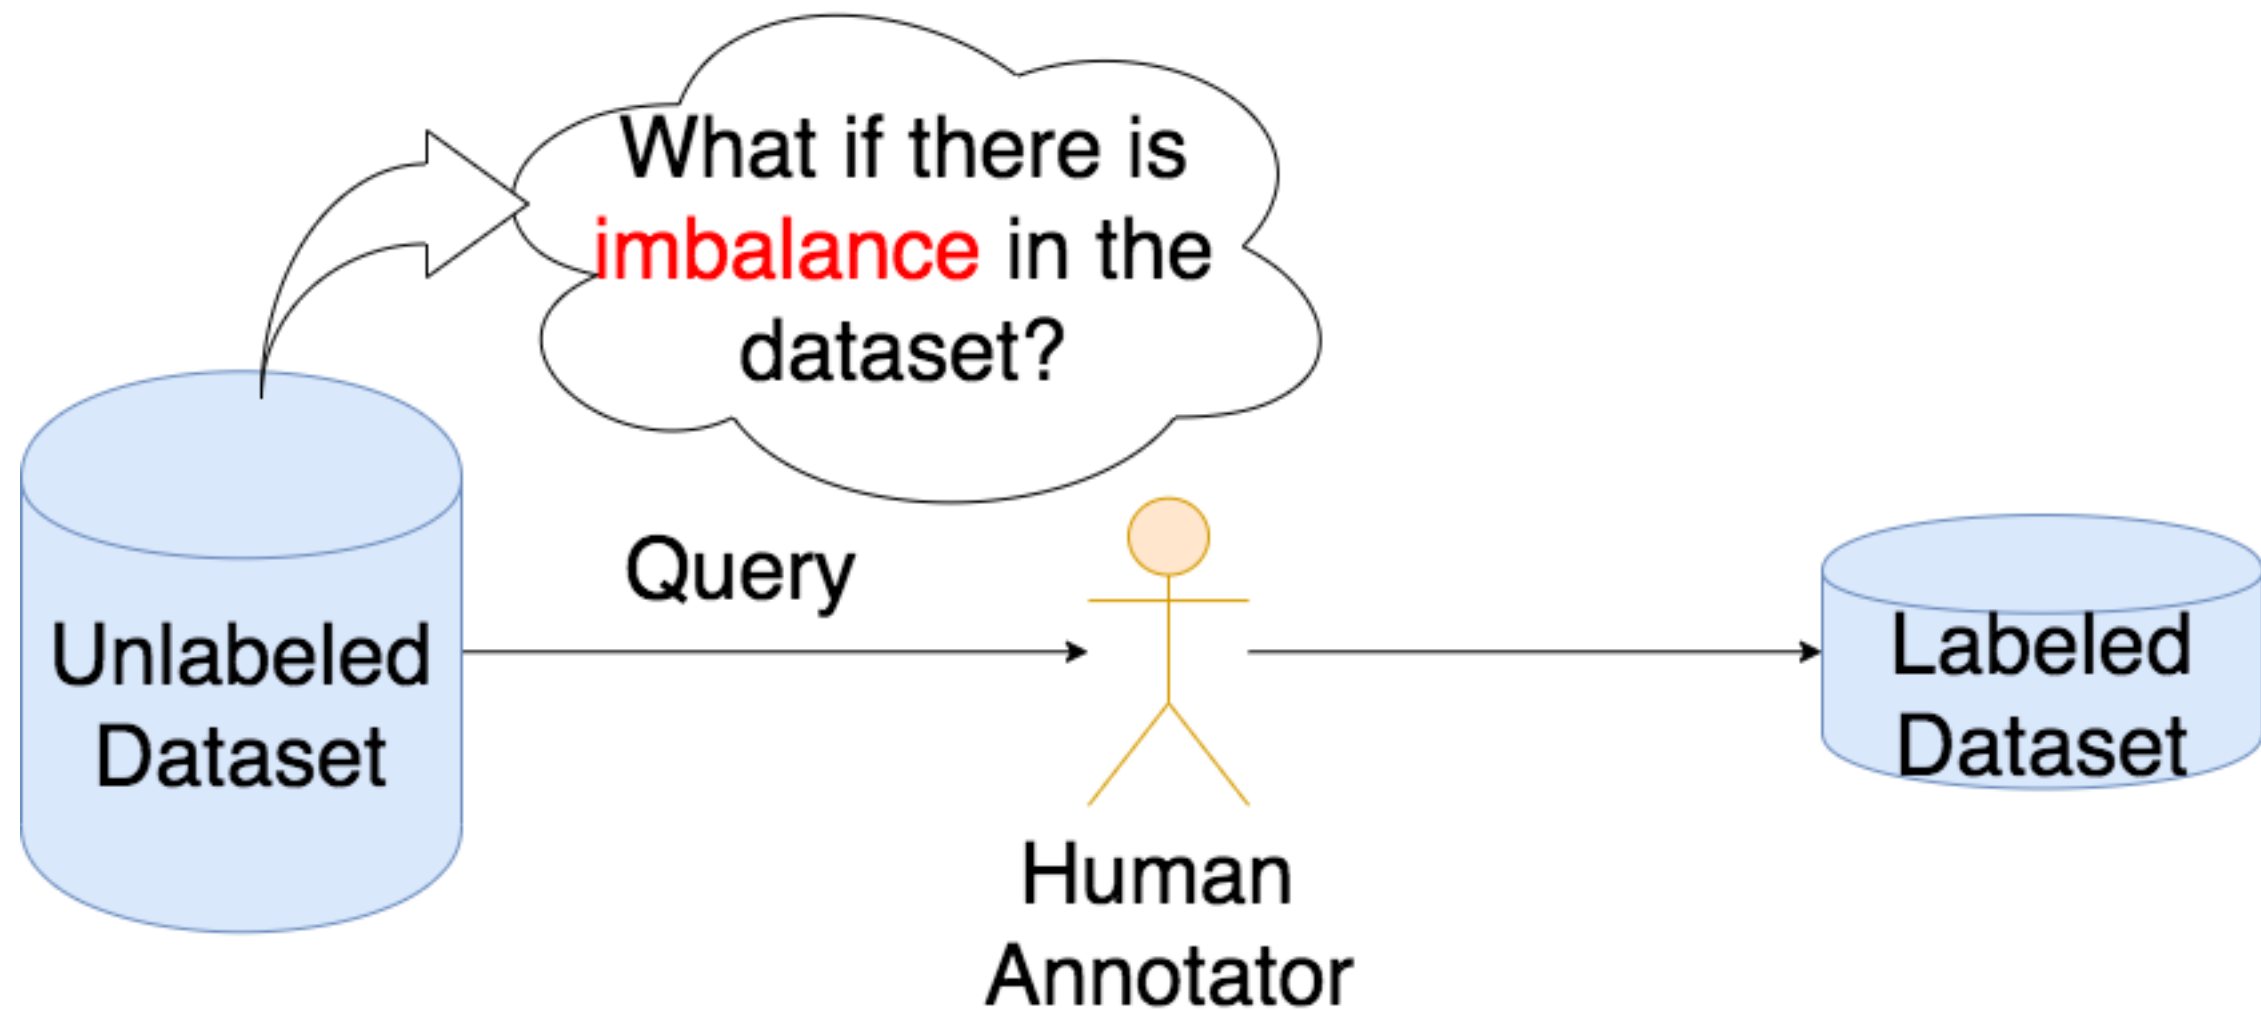 What if there is
imbalance in the
dataset?
Query
Unlabeled
Dataset
Labeled
Dataset
Human
Annotator